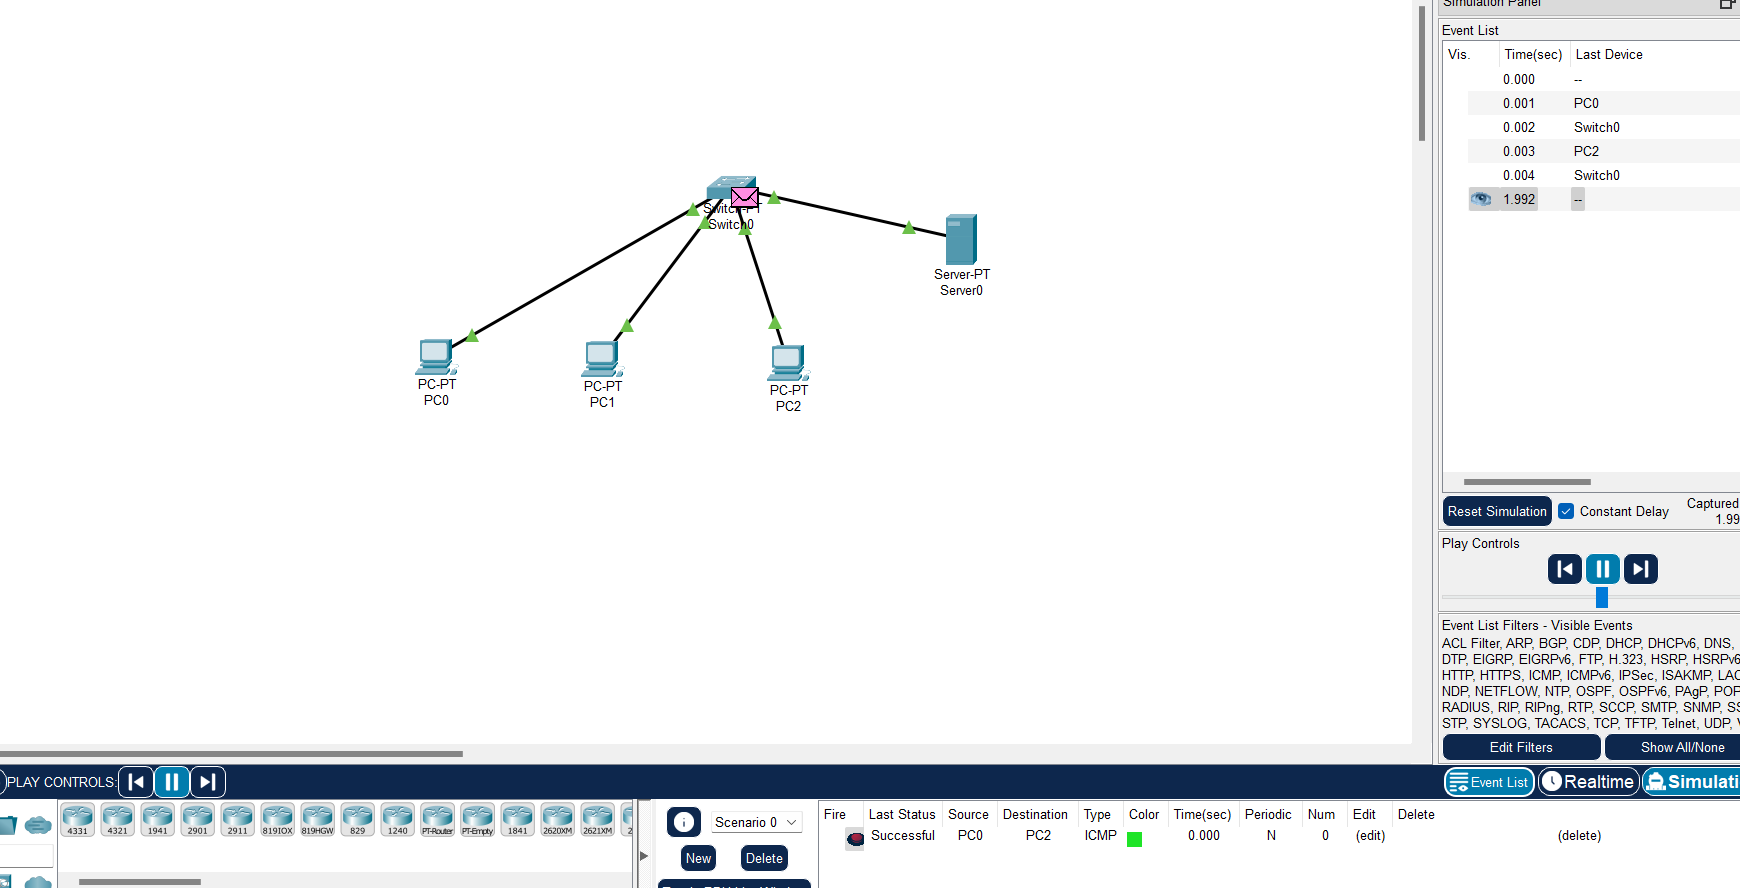 Simulation Panel
Event List
Vis. Time(sec) Last Device
0.000 --
0.001 PC0
0.002 Switch0
0.003 PC2
0.004 Switch0
1.992 --
Switch-PT
Switch0
Server-PT
Server0
PC-PT
PC0
PC-PT
PC1
PC-PT
PC2
Reset Simulation Constant Delay Captured
1.99
Play Controls
Event List Filters - Visible Events
ACL Filter, ARP, BGP, CDP, DHCP, DHCPv6, DNS,
DTP, EIGRP, EIGRPv6, FTP, H.323, HSRP, HSRPv6
HTTP, HTTPS, ICMP, ICMPv6, IPSec, ISAKMP, LAC
NDP, NETFLOW, NTP, OSPF, OSPFv6, PAgP, POP
RADIUS, RIP, RIPng, RTP, SCCP, SMTP, SNMP, SS
STP, SYSLOG, TACACS, TCP, TFTP, Telnet, UDP, V
Edit Filters Show All/None
PLAY CONTROLS: Event List Realtime Simulati
4331 4321 1941 2901 2911 819IOX 819HGW 829 1240 PT-Router PT-Empty 1841 2620XM 2621XM 2
Scenario 0
New Delete
Fire Last Status Source Destination Type Color Time(sec) Periodic Num Edit Delete
Successful PC0 PC2 ICMP 0.000 N 0 (edit) (delete)